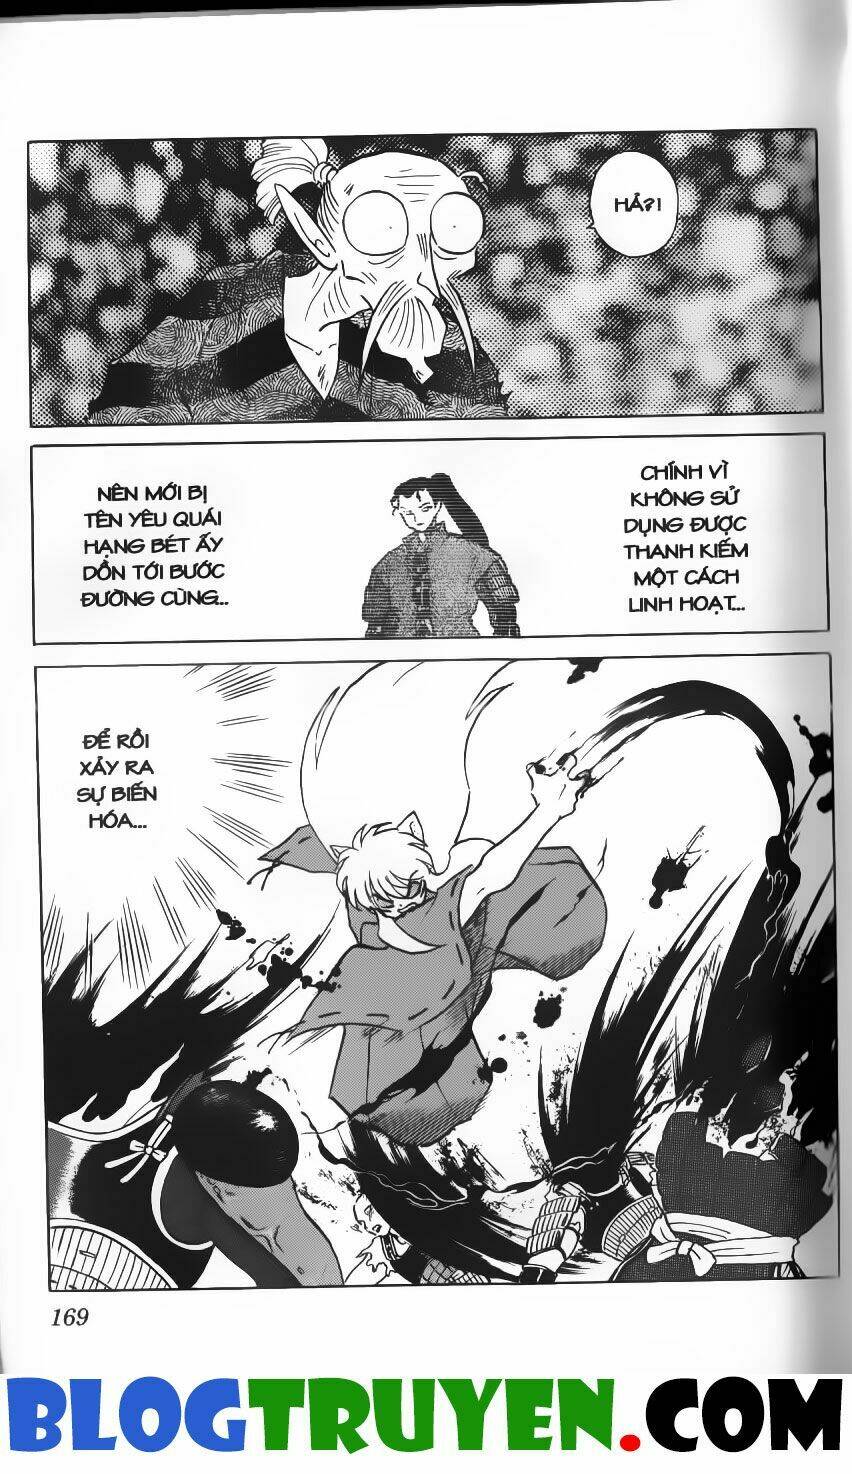 HẢ?!
CHÍNH VÌ
KHÔNG SỬ
DỤNG ĐƯỢC
THANH KIẾM
MỘT CÁCH
LINH HOẠT...
NÊN MỚI BỊ
TÊN YÊU QUÁI
HẠNG BÉT ẤY
DỒN TỚI BƯỚC
ĐƯỜNG CÙNG...
ĐỂ RỒI
XẢY RA
SỰ BIẾN
HÓA...
169
BLOGTRUYEN.COM